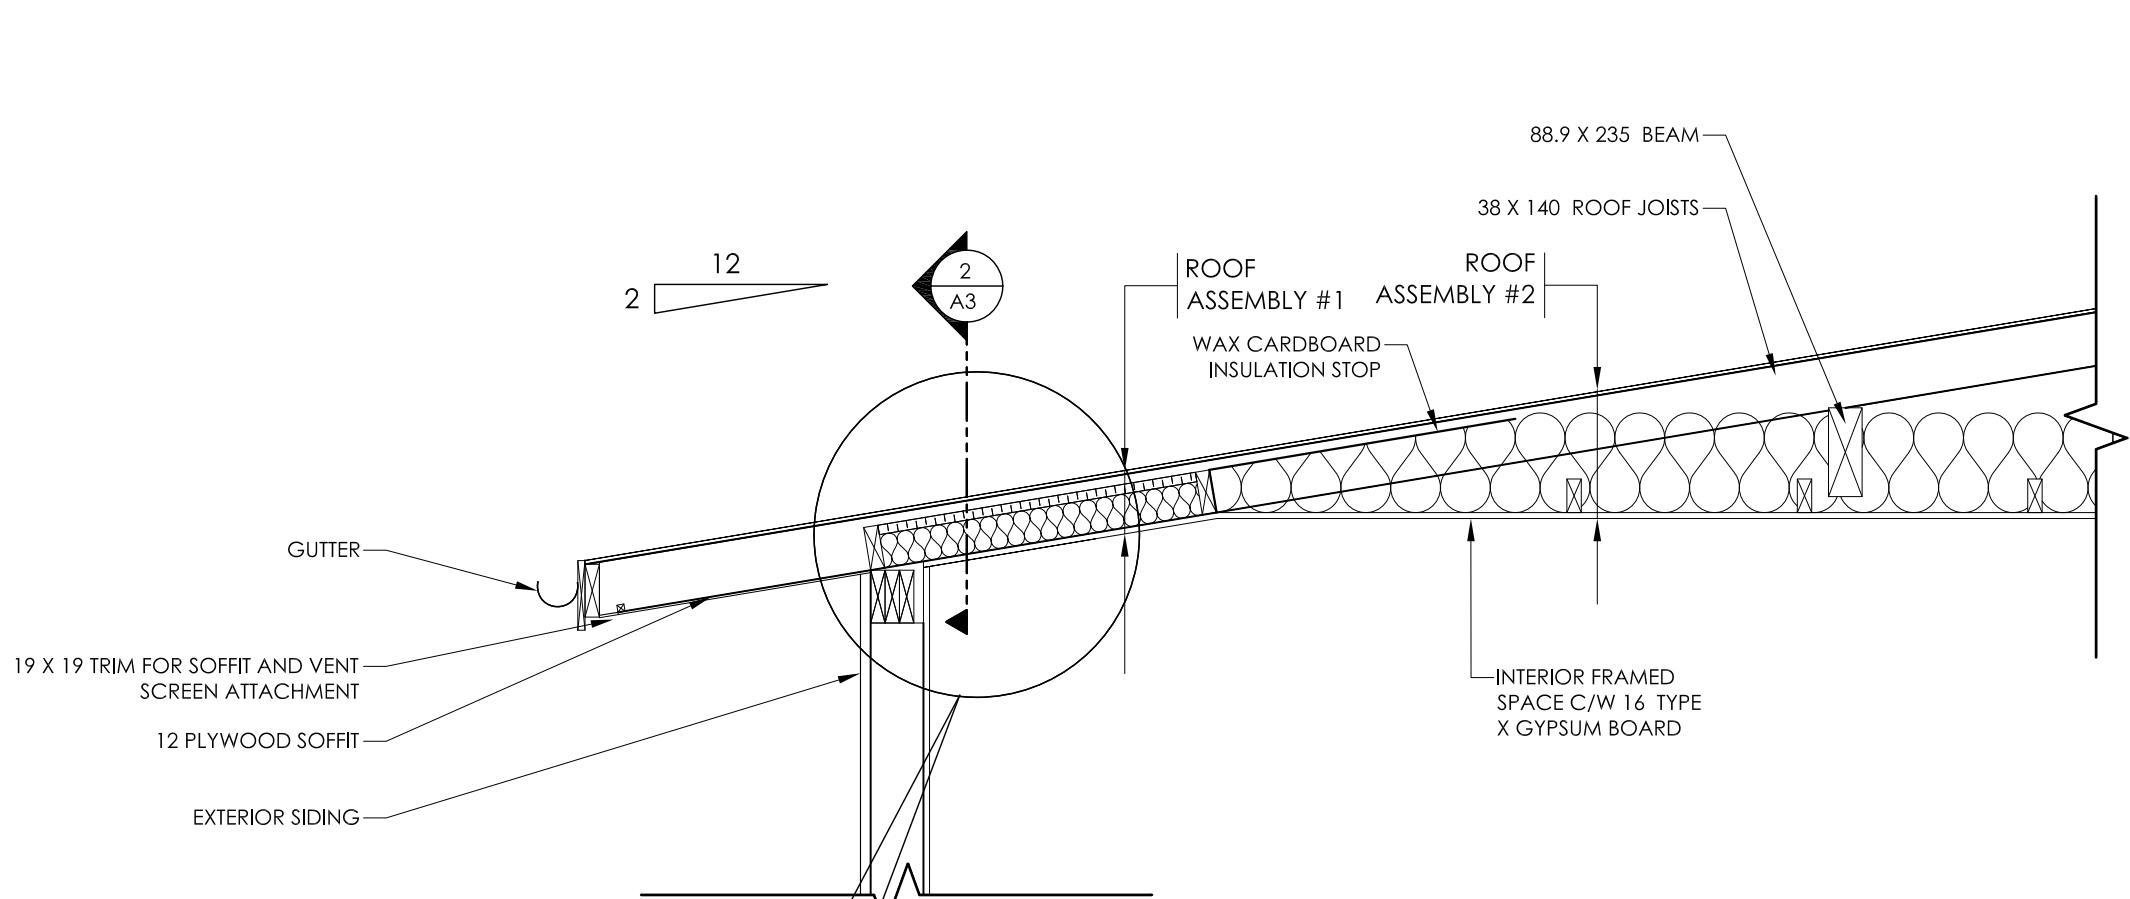 88.9 X 235 BEAM
38 X 140 ROOF JOISTS
12
2
2
A3
ROOF
ASSEMBLY #1
ROOF
ASSEMBLY #2
WAX CARDBOARD
INSULATION STOP
GUTTER
19 X 19 TRIM FOR SOFFIT AND VENT
SCREEN ATTACHMENT
12 PLYWOOD SOFFIT
EXTERIOR SIDING
INTERIOR FRAMED
SPACE C/W 16 TYPE
X GYPSUM BOARD